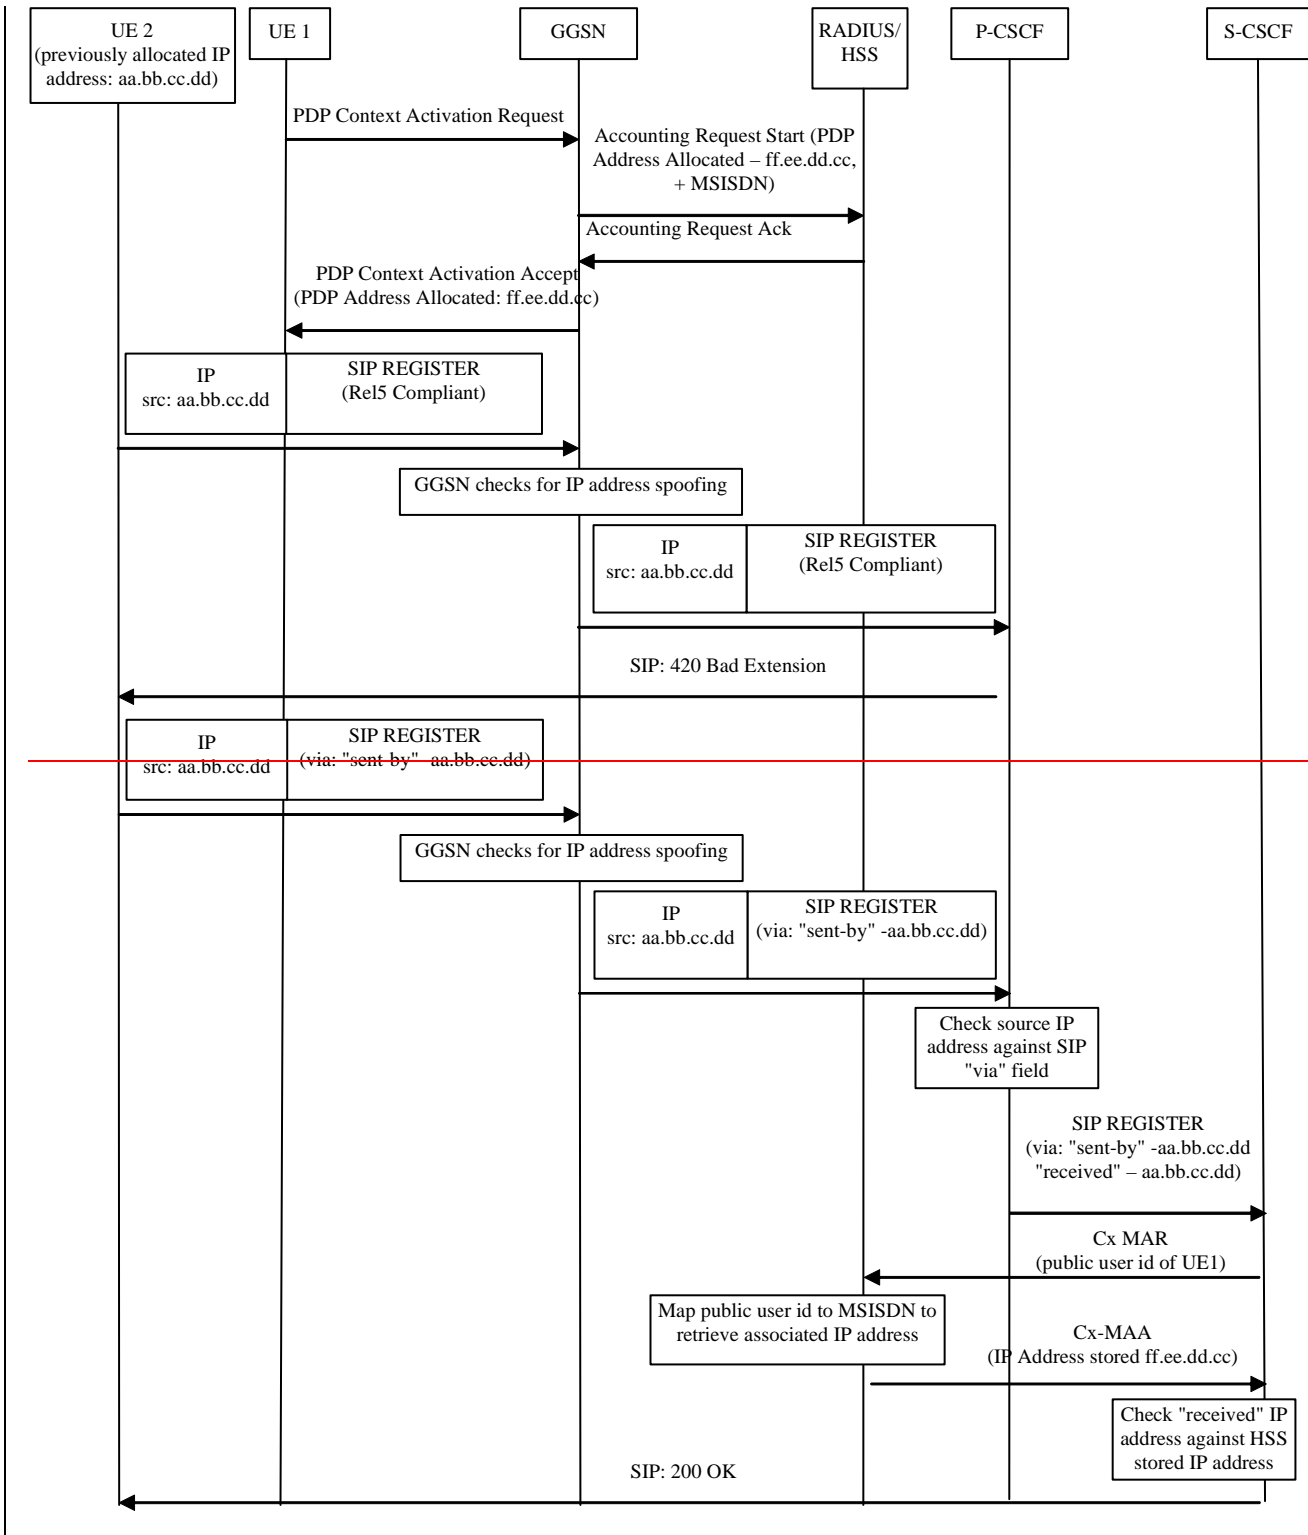 UE 2
(previously allocated IP
address: aa.bb.cc.dd)
UE 1
GGSN
RADIUS/
HSS
P-CSCF
S-CSCF
PDP Context Activation Request
Accounting Request Start (PDP
Address Allocated – ff.ee.dd.cc,
+ MSISDN)
Accounting Request Ack
PDP Context Activation Accept
(PDP Address Allocated: ff.ee.dd.cc)
IP
src: aa.bb.cc.dd
SIP REGISTER
(Rel5 Compliant)
GGSN checks for IP address spoofing
IP
src: aa.bb.cc.dd
SIP REGISTER
(Rel5 Compliant)
SIP: 420 Bad Extension
IP
src: aa.bb.cc.dd
SIP REGISTER
(via: "sent-by" -aa.bb.cc.dd)
GGSN checks for IP address spoofing
IP
src: aa.bb.cc.dd
SIP REGISTER
(via: "sent-by" -aa.bb.cc.dd)
Check source IP
address against SIP
"via" field
SIP REGISTER
(via: "sent-by" -aa.bb.cc.dd
"received" – aa.bb.cc.dd)
Cx MAR
(public user id of UE1)
Map public user id to MSISDN to
retrieve associated IP address
Cx-MAA
(IP Address stored ff.ee.dd.cc)
Check "received" IP
address against HSS
stored IP address
SIP: 200 OK